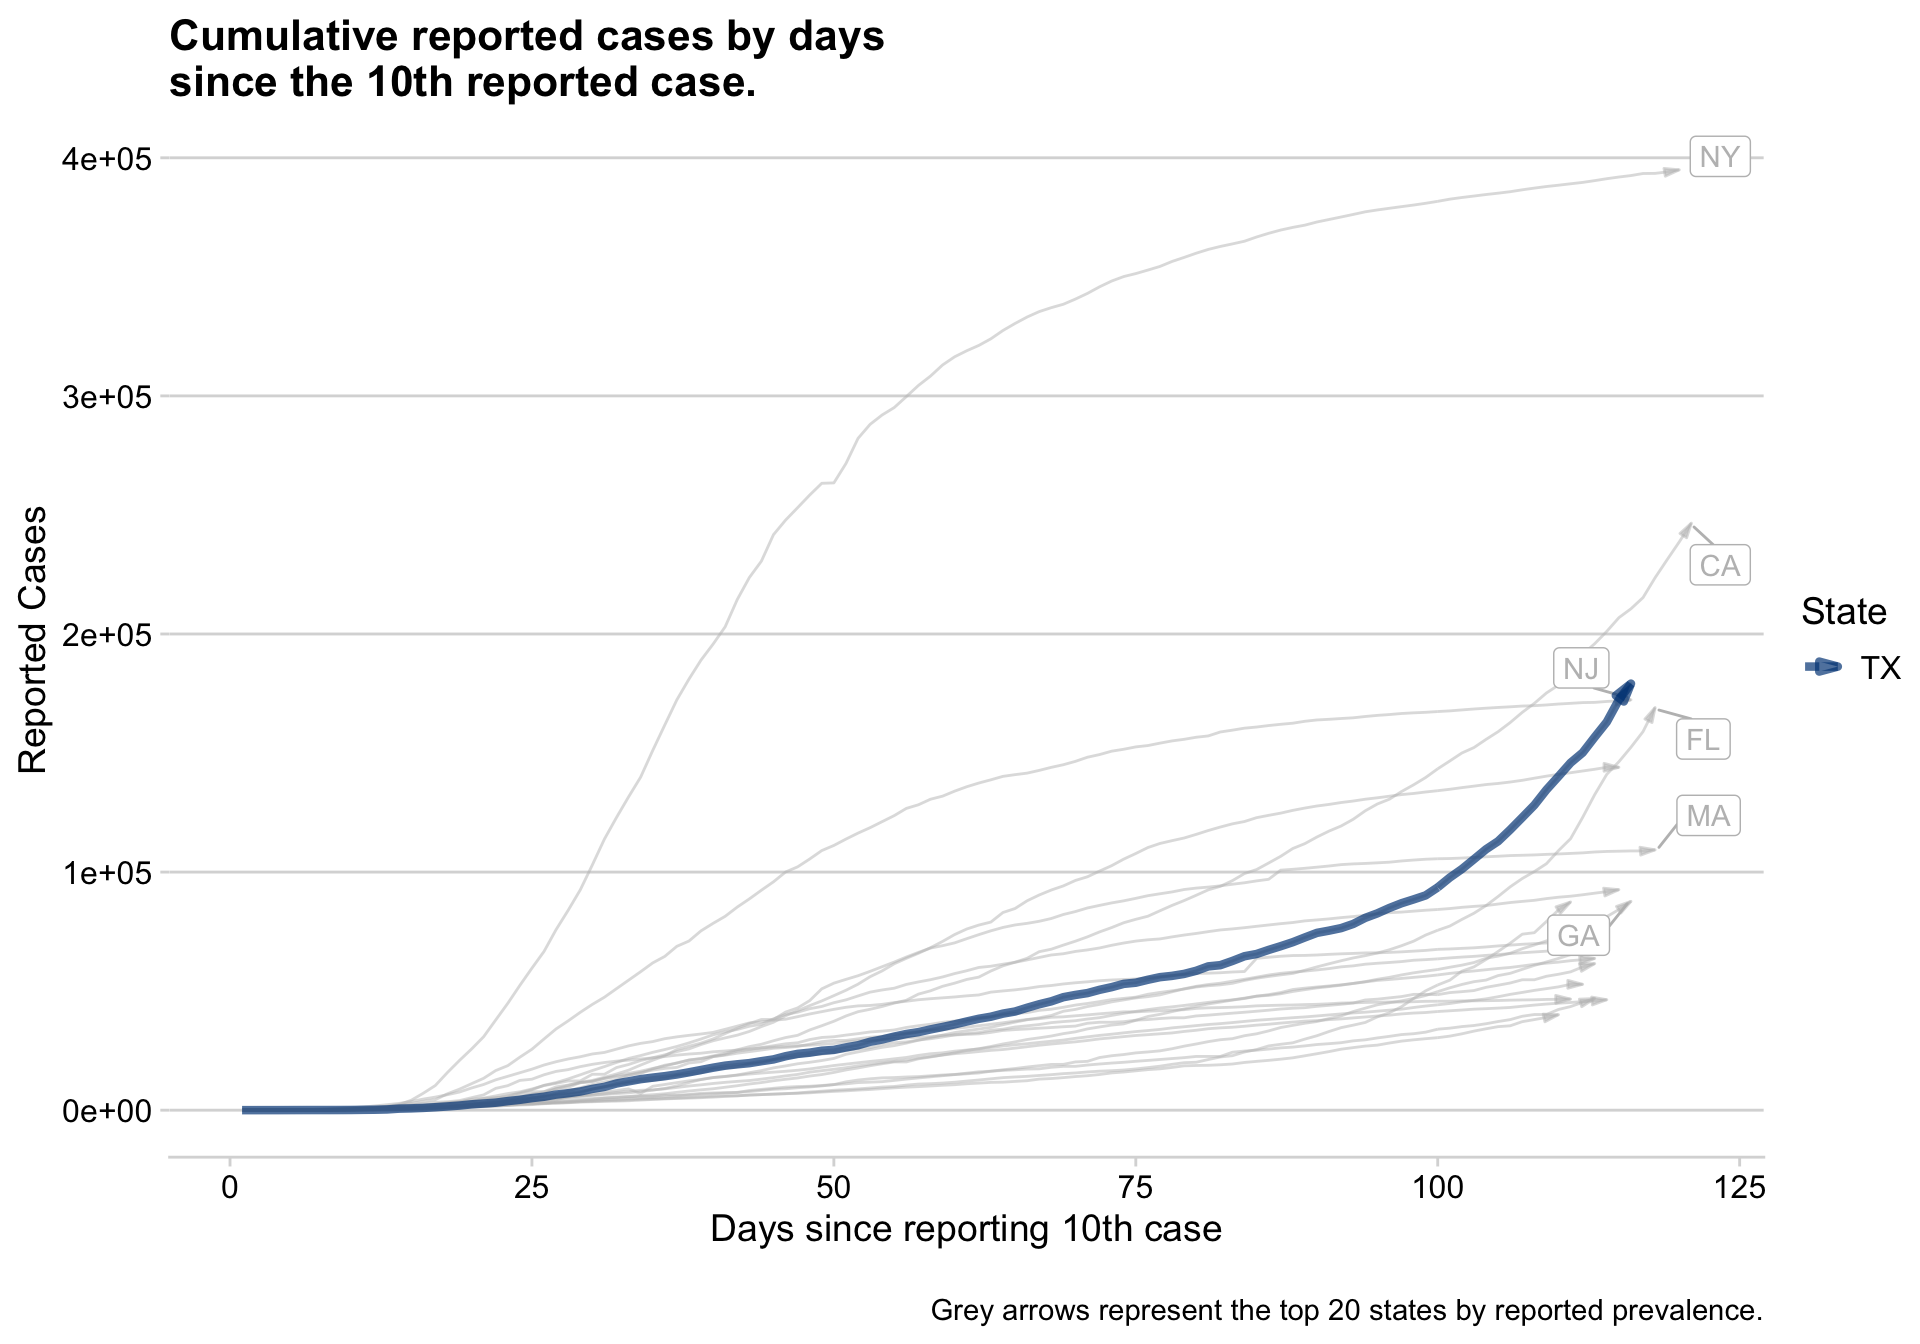 Cumulative reported cases by days
since the 10th reported case.
Reported Cases
4e+05
3e+05
2e+05
1e+05
0e+00
NY
CA
NJ
FL
MA
GA
State
TX
0 25 50 75 100 125
Days since reporting 10th case
Grey arrows represent the top 20 states by reported prevalence.